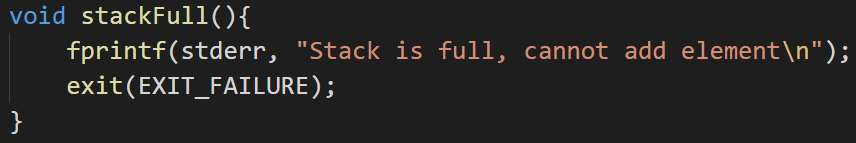 void stackFull(){
    fprintf(stderr, "Stack is full, cannot add element\n");
    exit(EXIT_FAILURE);
}